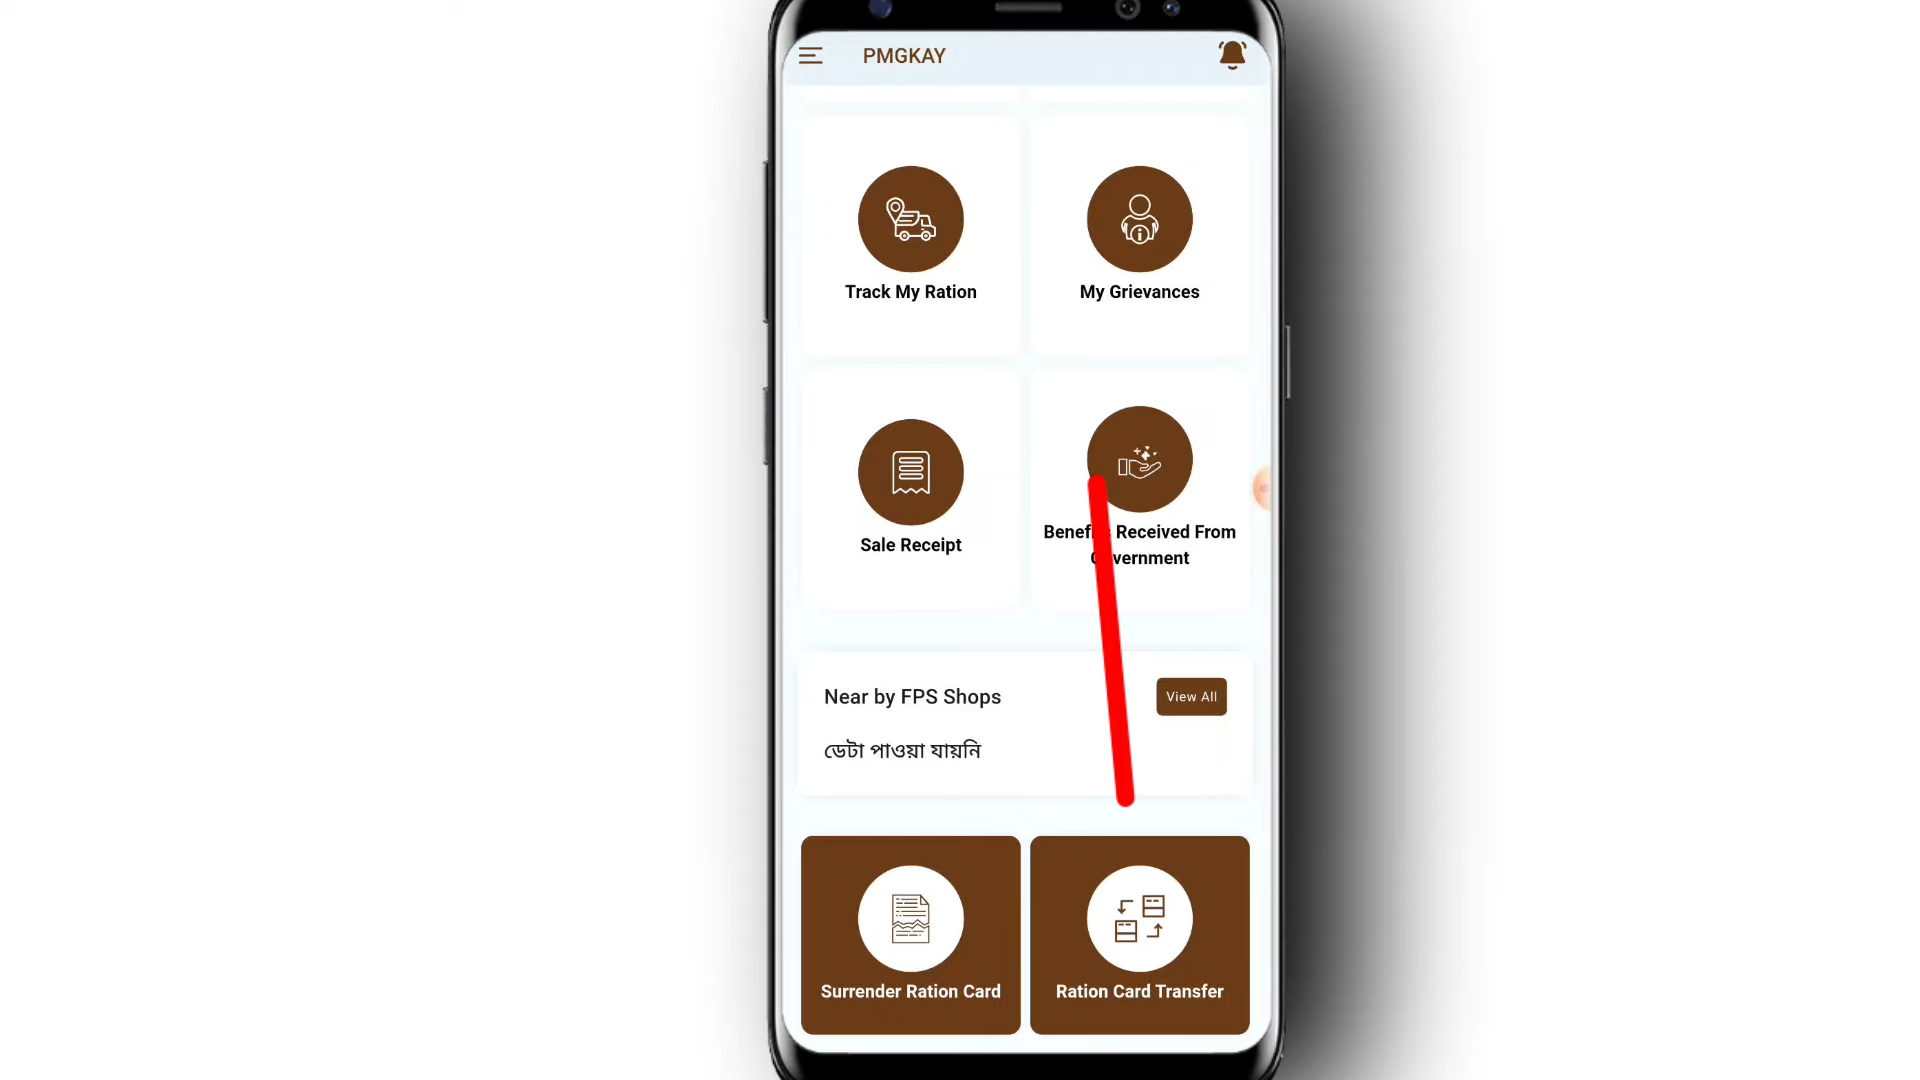 PMGKAY
Track My Ration
My Grievances
Sale Receipt
Benefits Received From
Government
Near by FPS Shops
View All
ডেটা পাওয়া যায়নি
Surrender Ration Card
Ration Card Transfer